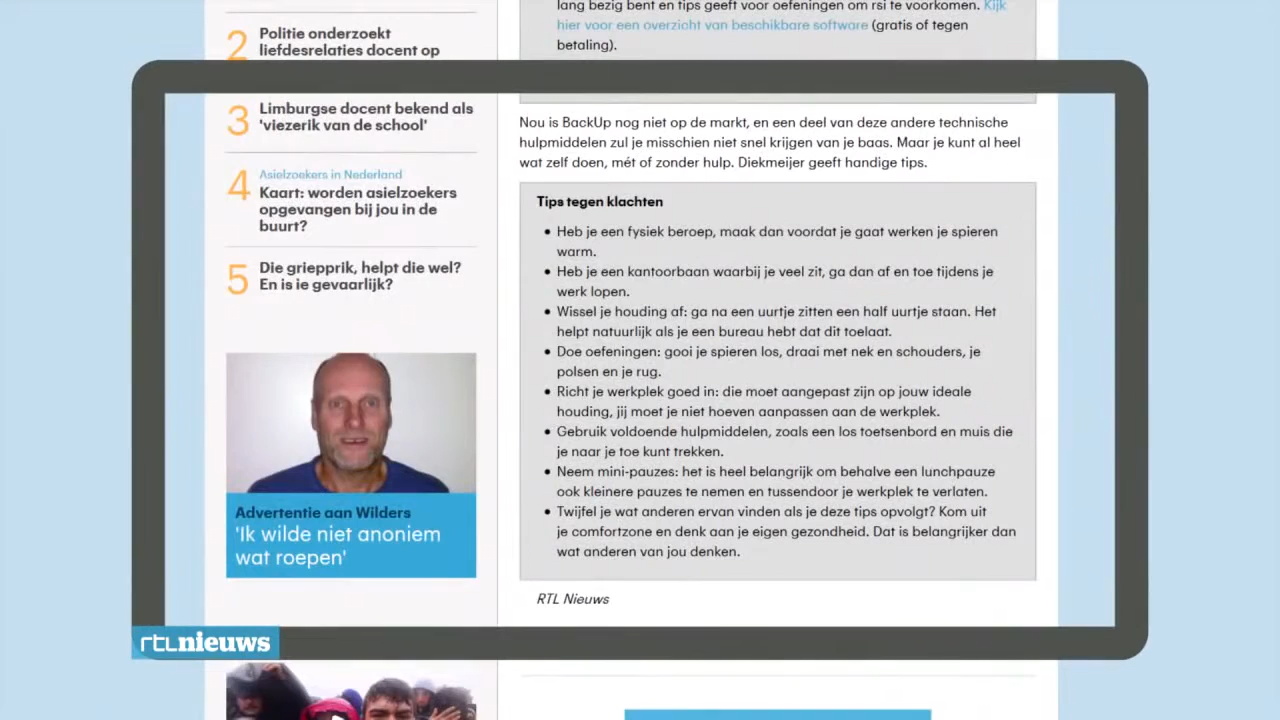 2
Politie onderzoekt
liefdesrelaties docent op
3
Limburgse docent bekend als
'viezerik van de school'
4
Asielzoekers in Nederland
Kaart: worden asielzoekers
opgevangen bij jou in de
buurt?
5
Die griepprik, helpt die wel?
En is ie gevaarlijk?
Advertentie aan Wilders
'Ik wilde niet anoniem
wat roepen'
lang bezig bent en tips geeft voor oefeningen om rsi te voorkomen. Kijk
hier voor een overzicht van beschikbare software (gratis of tegen
betaling).
Nou is BackUp nog niet op de markt, en een deel van deze andere technische
hulpmiddelen zul je misschien niet snel krijgen van je baas. Maar je kunt al heel
wat zelf doen, mét of zonder hulp. Diekmeijer geeft handige tips.
Tips tegen klachten
• Heb je een fysiek beroep, maak dan voordat je gaat werken je spieren
warm.
• Heb je een kantoorbaan waarbij je veel zit, ga dan af en toe tijdens je
werk lopen.
• Wissel je houding af: ga na een uurtje zitten een half uurtje staan. Het
helpt natuurlijk als je een bureau hebt dat dit toelaat.
• Doe oefeningen: gooi je spieren los, draai met nek en schouders, je
polsen en je rug.
• Richt je werkplek goed in: die moet aangepast zijn op jouw ideale
houding, jij moet je niet hoeven aanpassen aan de werkplek.
• Gebruik voldoende hulpmiddelen, zoals een los toetsenbord en muis die
je naar je toe kunt trekken.
• Neem mini-pauzes: het is heel belangrijk om behalve een lunchpauze
ook kleinere pauzes te nemen en tussendoor je werkplek te verlaten.
• Twijfel je wat anderen ervan vinden als je deze tips opvolgt? Kom uit
je comfortzone en denk aan je eigen gezondheid. Dat is belangrijker dan
wat anderen van jou denken.
RTL Nieuws
rtlnieuws